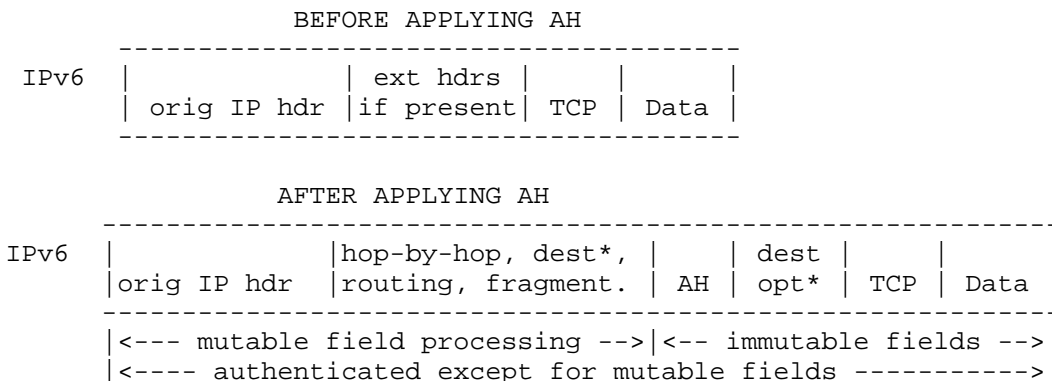 BEFORE APPLYING AH
---------------------------------------
IPv6 | | ext hdrs | | |
| orig IP hdr |if present| TCP | Data |
---------------------------------------
AFTER APPLYING AH
------------------------------------------------------------
IPv6 | |hop-by-hop, dest*, | | dest | |
|orig IP hdr |routing, fragment. | AH | opt* | TCP | Data
------------------------------------------------------------
|<--- mutable field processing -->|<-- immutable fields -->
|<---- authenticated except for mutable fields ----------->